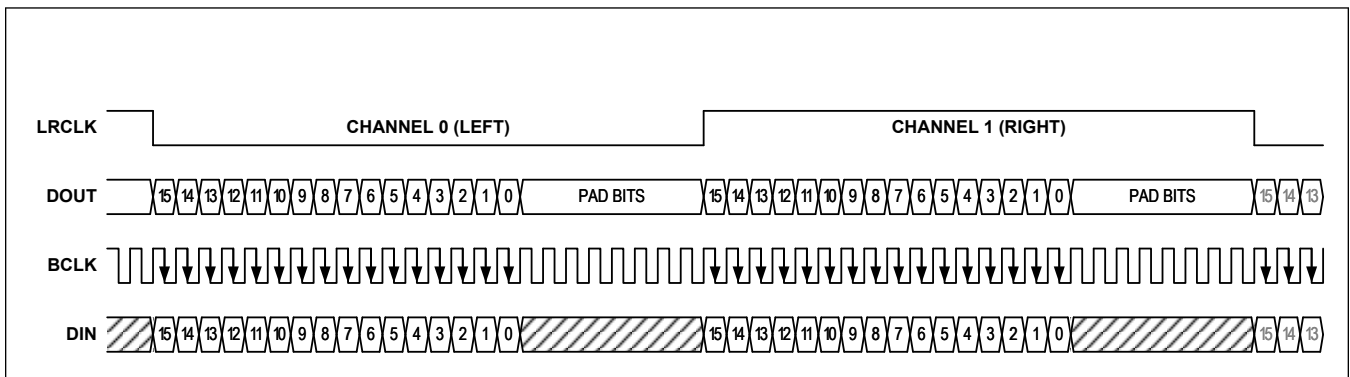 LRCLK CHANNEL 0 (LEFT) CHANNEL 1 (RIGHT)
DOUT 15 14 13 12 11 10 9 8 7 6 5 4 3 2 1 0 PAD BITS 15 14 13 12 11 10 9 8 7 6 5 4 3 2 1 0 PAD BITS 15 14 13
BCLK
DIN 15 14 13 12 11 10 9 8 7 6 5 4 3 2 1 0 15 14 13 12 11 10 9 8 7 6 5 4 3 2 1 0 15 14 13